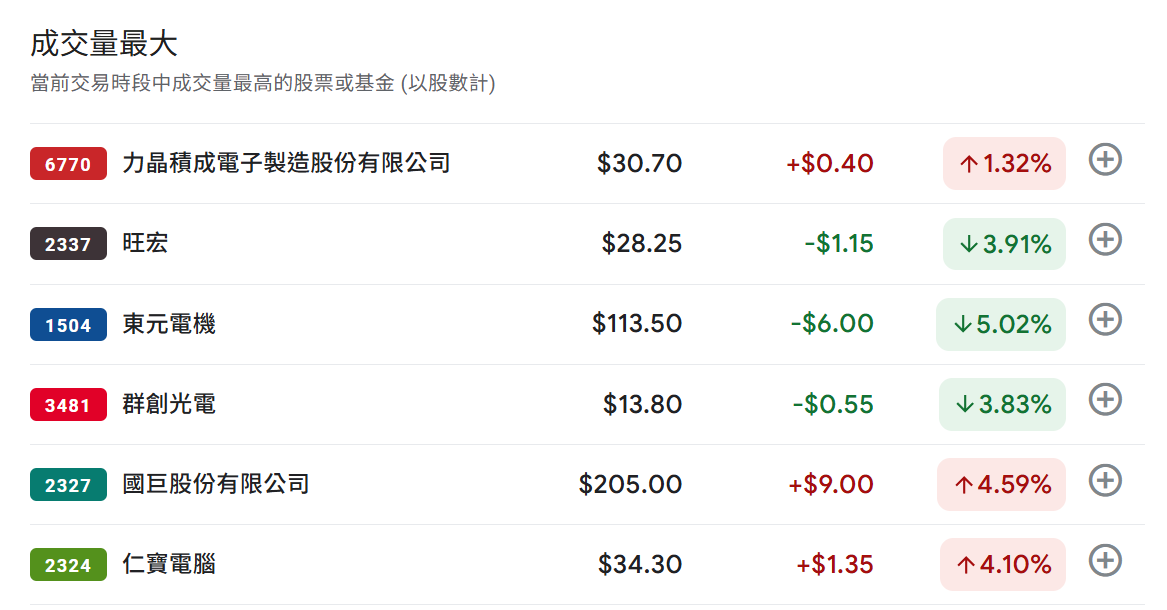 成交量最大
當前交易時段中成交量最高的股票或基金 (以股數計)
6770 力晶積成電子製造股份有限公司 $30.70 +$0.40 ↑1.32%
2337 旺宏 $28.25 -$1.15 ↓3.91%
1504 東元電機 $113.50 -$6.00 ↓5.02%
3481 群創光電 $13.80 -$0.55 ↓3.83%
2327 國巨股份有限公司 $205.00 +$9.00 ↑4.59%
2324 仁寶電腦 $34.30 +$1.35 ↑4.10%